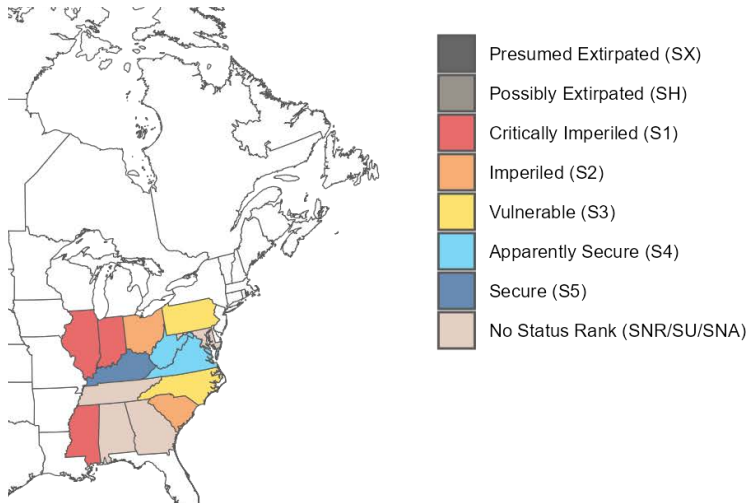 Presumed Extirpated (SX)
Possibly Extirpated (SH)
Critically Imperiled (S1)
Imperiled (S2)
Vulnerable (S3)
Apparently Secure (S4)
Secure (S5)
No Status Rank (SNR/SU/SNA)